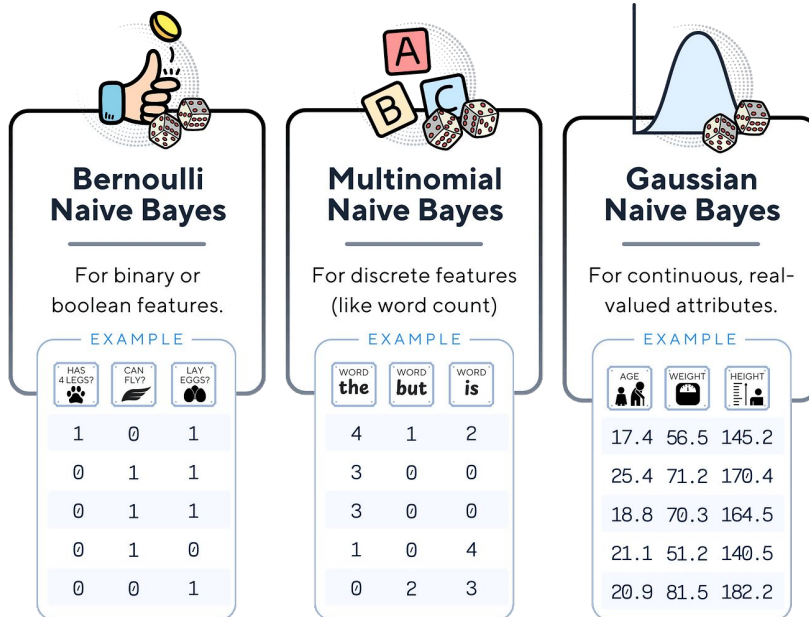 A
B
C
Bernoulli
Naive Bayes
For binary or
boolean features.
EXAMPLE
HAS
4 LEGS?
CAN
FLY?
LAY
EGGS?
1 0 1
0 1 1
0 1 1
0 1 0
0 0 1
Multinomial
Naive Bayes
For discrete features
(like word count)
EXAMPLE
WORD
the
WORD
but
WORD
is
4 1 2
3 0 0
3 0 0
1 0 4
0 2 3
Gaussian
Naive Bayes
For continuous, real-
valued attributes.
EXAMPLE
AGE
WEIGHT
HEIGHT
17.4 56.5 145.2
25.4 71.2 170.4
18.8 70.3 164.5
21.1 51.2 140.5
20.9 81.5 182.2